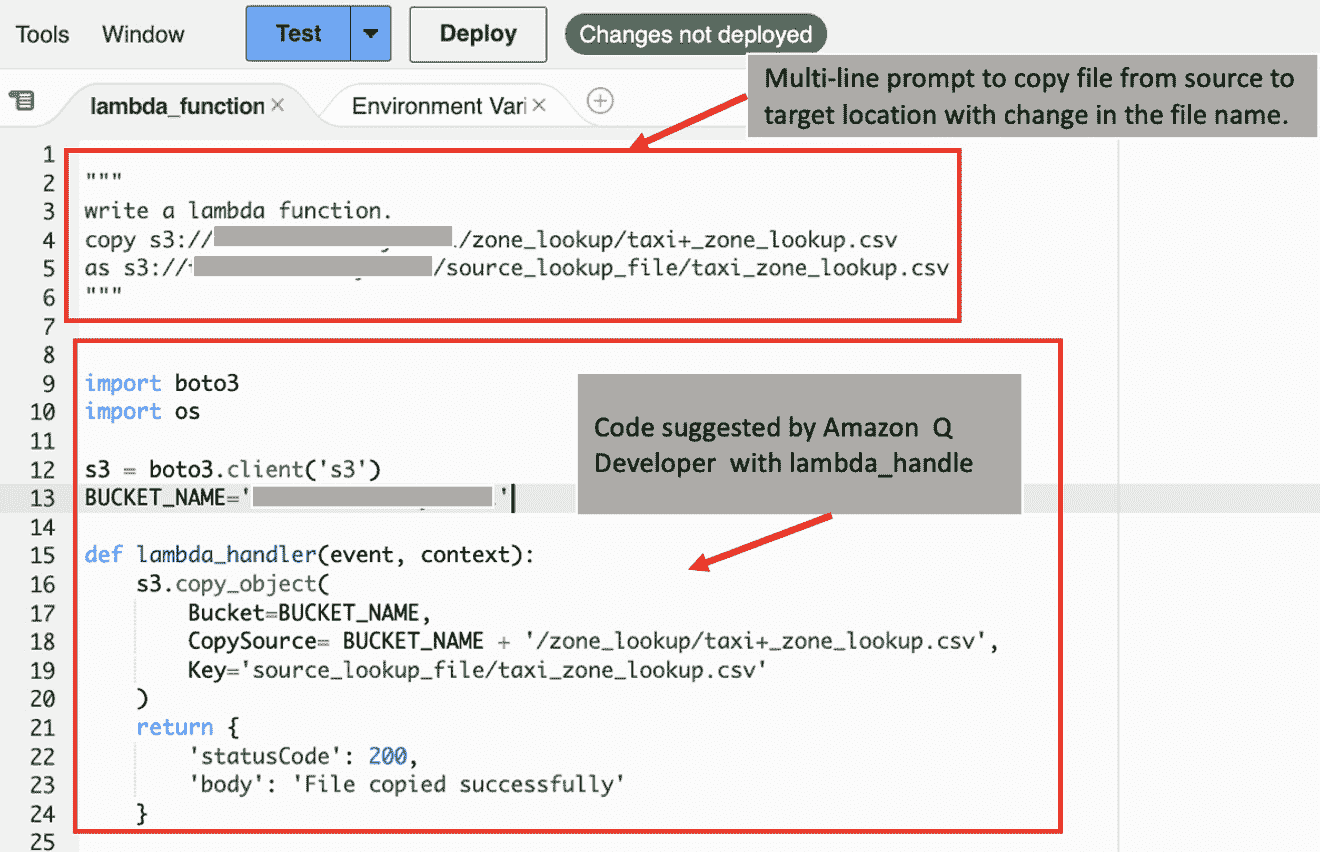 Tools Window Test Deploy Changes not deployed
Multi-line prompt to copy file from source to
target location with change in the file name.
lambda_function × Environment Vari ×
1
2 """
3 write a lambda function.
4 copy s3:// /zone_lookup/taxi+_zone_lookup.csv
5 as s3:// /source_lookup_file/taxi_zone_lookup.csv
6 """
7
8
9 import boto3
10 import os
11
Code suggested by Amazon Q
Developer with lambda_handle
12 s3 = boto3.client('s3')
13 BUCKET_NAME=' '
14
15 def lambda_handler(event, context):
16 s3.copy_object(
17 Bucket=BUCKET_NAME,
18 CopySource= BUCKET_NAME + '/zone_lookup/taxi+_zone_lookup.csv',
19 Key='source_lookup_file/taxi_zone_lookup.csv'
20 )
21 return {
22 'statusCode': 200,
23 'body': 'File copied successfully'
24 }
25